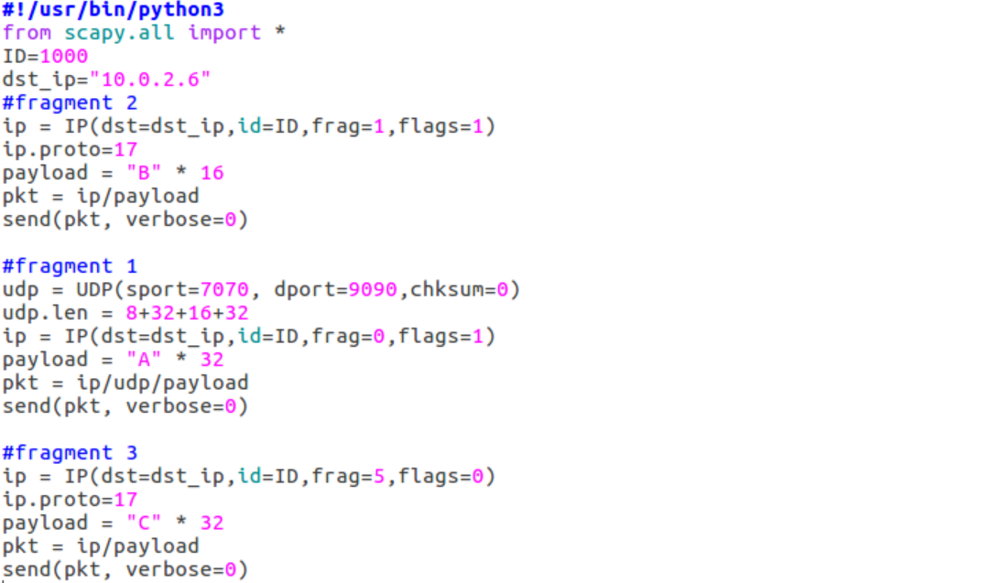 #!/usr/bin/python3
from scapy.all import *
ID=1000
dst_ip="10.0.2.6"
#fragment 2
ip = IP(dst=dst_ip,id=ID,frag=1,flags=1)
ip.proto=17
payload = "B" * 16
pkt = ip/payload
send(pkt, verbose=0)

#fragment 1
udp = UDP(sport=7070, dport=9090,chksum=0)
udp.len = 8+32+16+32
ip = IP(dst=dst_ip,id=ID,frag=0,flags=1)
payload = "A" * 32
pkt = ip/udp/payload
send(pkt, verbose=0)

#fragment 3
ip = IP(dst=dst_ip,id=ID,frag=5,flags=0)
ip.proto=17
payload = "C" * 32
pkt = ip/payload
send(pkt, verbose=0)